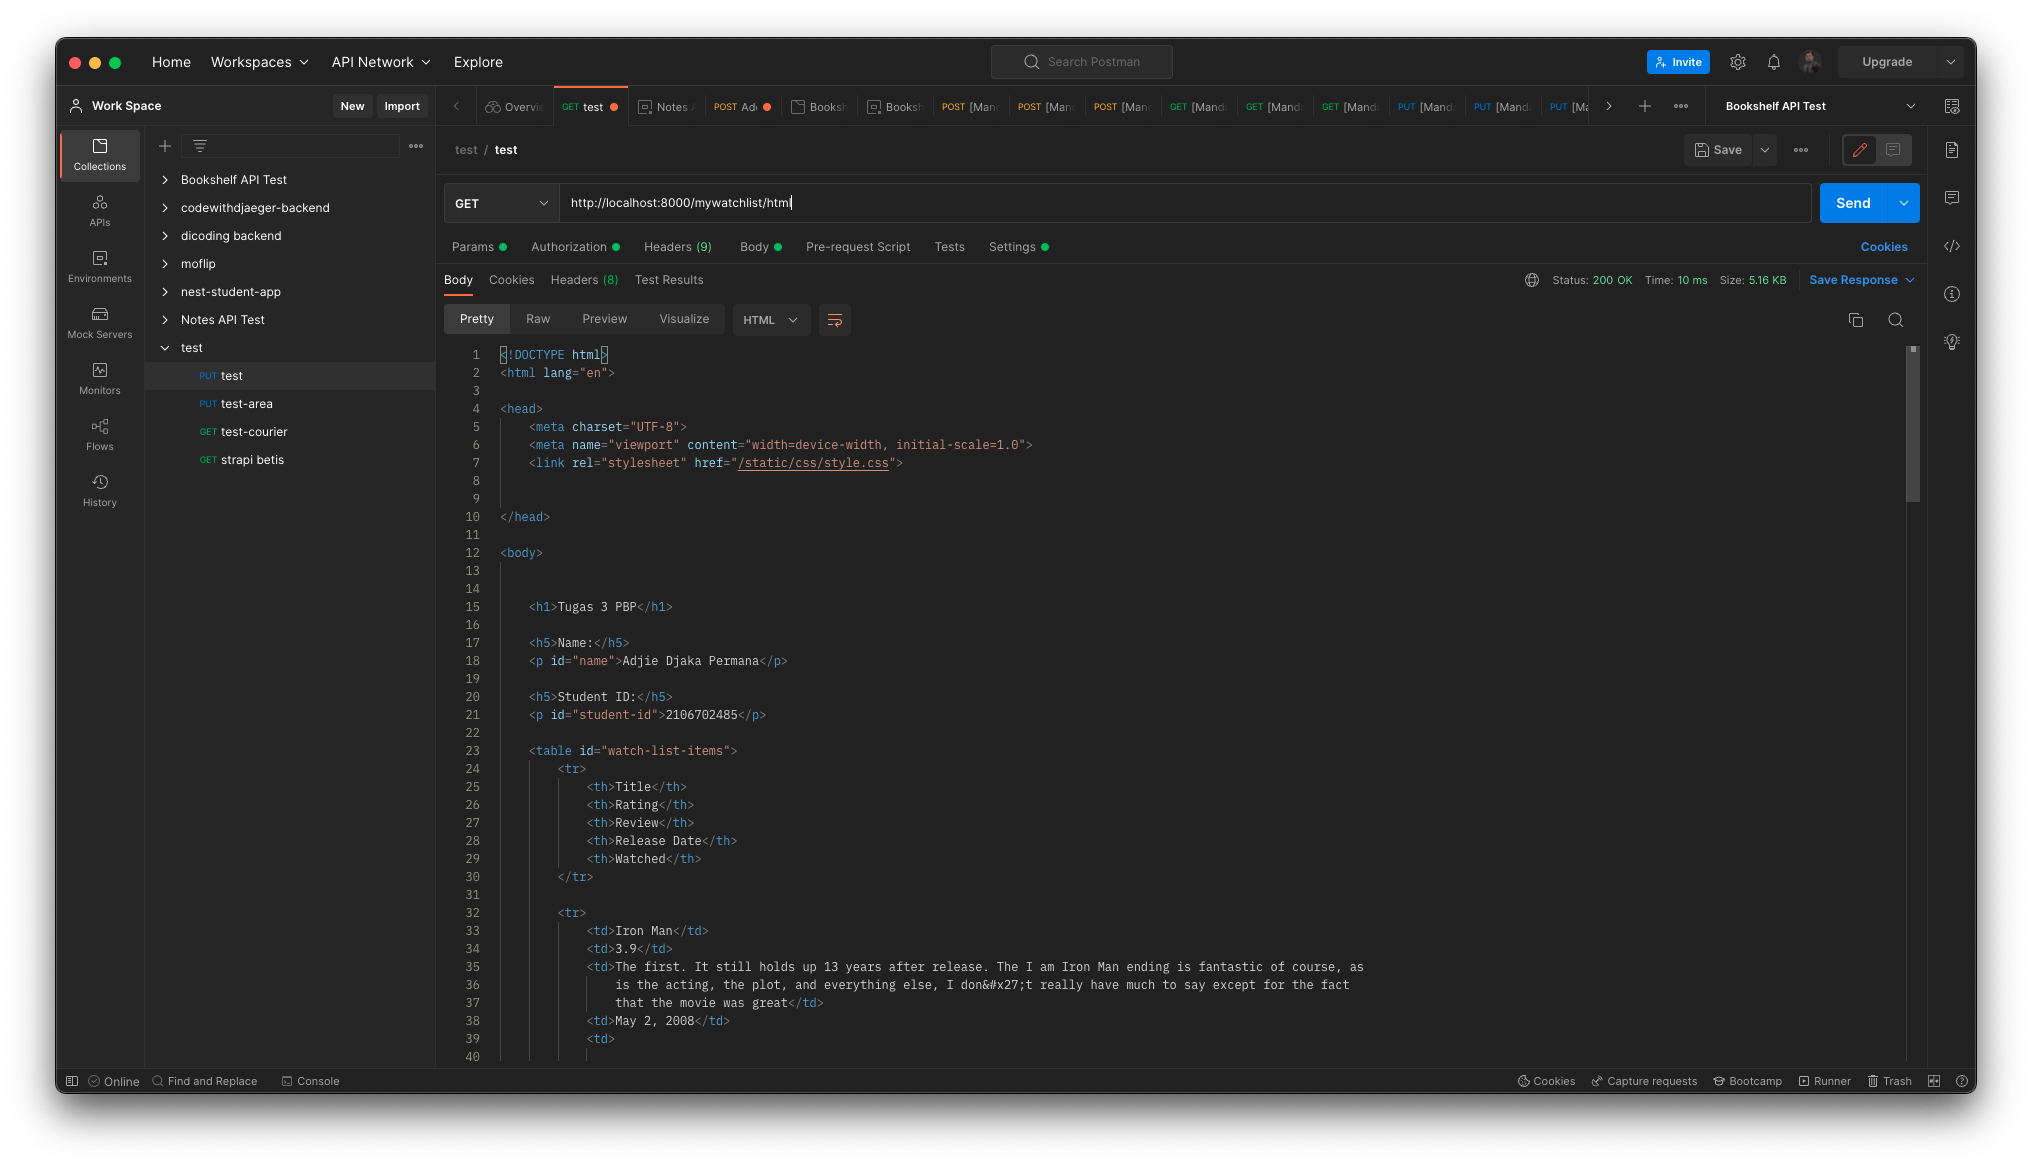 Home Workspaces API Network Explore Search Postman Invite Upgrade
Work Space New Import
Overvie GET test Notes POST Ad Booksh Booksh POST [Mand POST [Mand POST [Mand GET [Mand GET [Mand GET [Mand PUT [Mand PUT [Mand PUT [Ma Bookshelf API Test
Collections
APIs
Environments
Mock Servers
Monitors
Flows
History
Bookshelf API Test
codewithdjaeger-backend
dicoding backend
moflip
nest-student-app
Notes API Test
test
PUT test
PUT test-area
GET test-courier
GET strapi betis
test / test Save
GET http://localhost:8000/mywatchlist/html Send
Params Authorization Headers (9) Body Pre-request Script Tests Settings Cookies
Body Cookies Headers (8) Test Results Status: 200 OK Time: 10 ms Size: 5.16 KB Save Response
Pretty Raw Preview Visualize HTML
1 <!DOCTYPE html>
2 <html lang="en">
3
4 <head>
5 <meta charset="UTF-8">
6 <meta name="viewport" content="width=device-width, initial-scale=1.0">
7 <link rel="stylesheet" href="/static/css/style.css">
8
9
10 </head>
11
12 <body>
13
14
15 <h1>Tugas 3 PBP</h1>
16
17 <h5>Name:</h5>
18 <p id="name">Adjie Djaka Permana</p>
19
20 <h5>Student ID:</h5>
21 <p id="student-id">2106702485</p>
22
23 <table id="watch-list-items">
24 <tr>
25 <th>Title</th>
26 <th>Rating</th>
27 <th>Review</th>
28 <th>Release Date</th>
29 <th>Watched</th>
30 </tr>
31
32 <tr>
33 <td>Iron Man</td>
34 <td>3.9</td>
35 <td>The first. It still holds up 13 years after release. The I am Iron Man ending is fantastic of course, as
36 is the acting, the plot, and everything else, I don&#x27;t really have much to say except for the fact
37 that the movie was great</td>
38 <td>May 2, 2008</td>
39 <td>
40
Online Find and Replace Console Cookies Capture requests Bootcamp Runner Trash